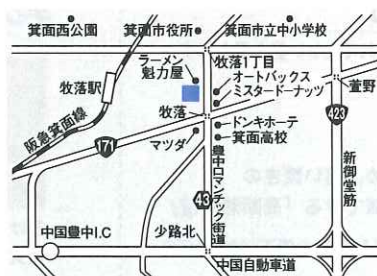 箕面西公園
箕面市役所
箕面市立中小学校
ラーメン
魁力屋
牧落1丁目
オートバックス
ミスタードーナッツ
牧落駅
萱野
牧落
阪急箕面線
ドンキホーテ
箕面高校
マツダ
171
423
豊中ロマンチック街道
新御堂筋
43
中国豊中I.C
少路北
中国自動車道